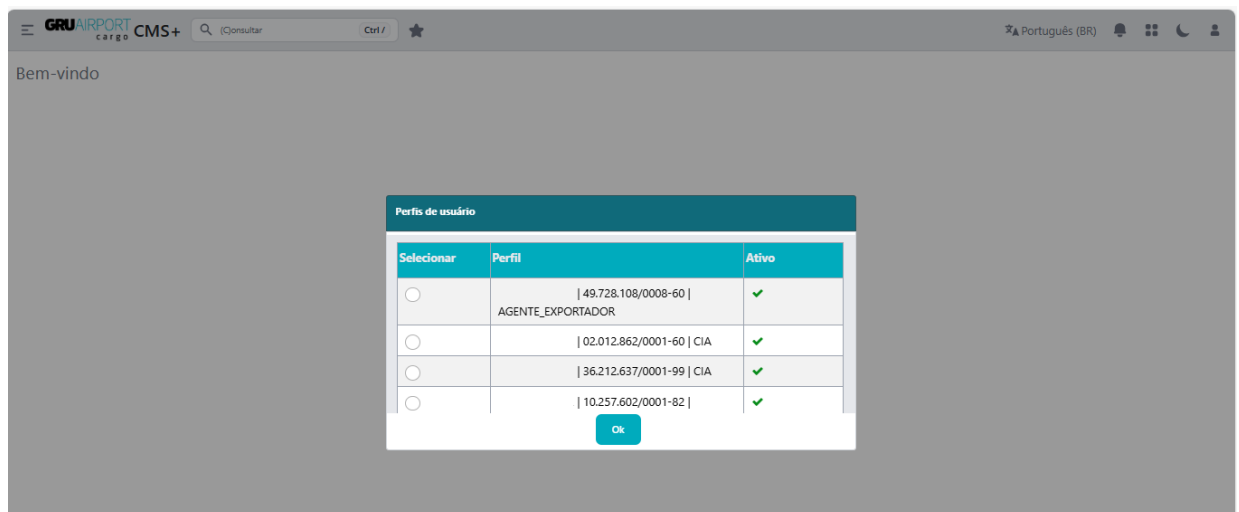 GRUAIRPORT cargo CMS+ (C)onsultar Ctrl / Português (BR)
Bem-vindo
Perfis de usuário
Selecionar Perfil Ativo
| 49.728.108/0008-60 |
AGENTE_EXPORTADOR
| 02.012.862/0001-60 | CIA
| 36.212.637/0001-99 | CIA
| 10.257.602/0001-82 |
Ok